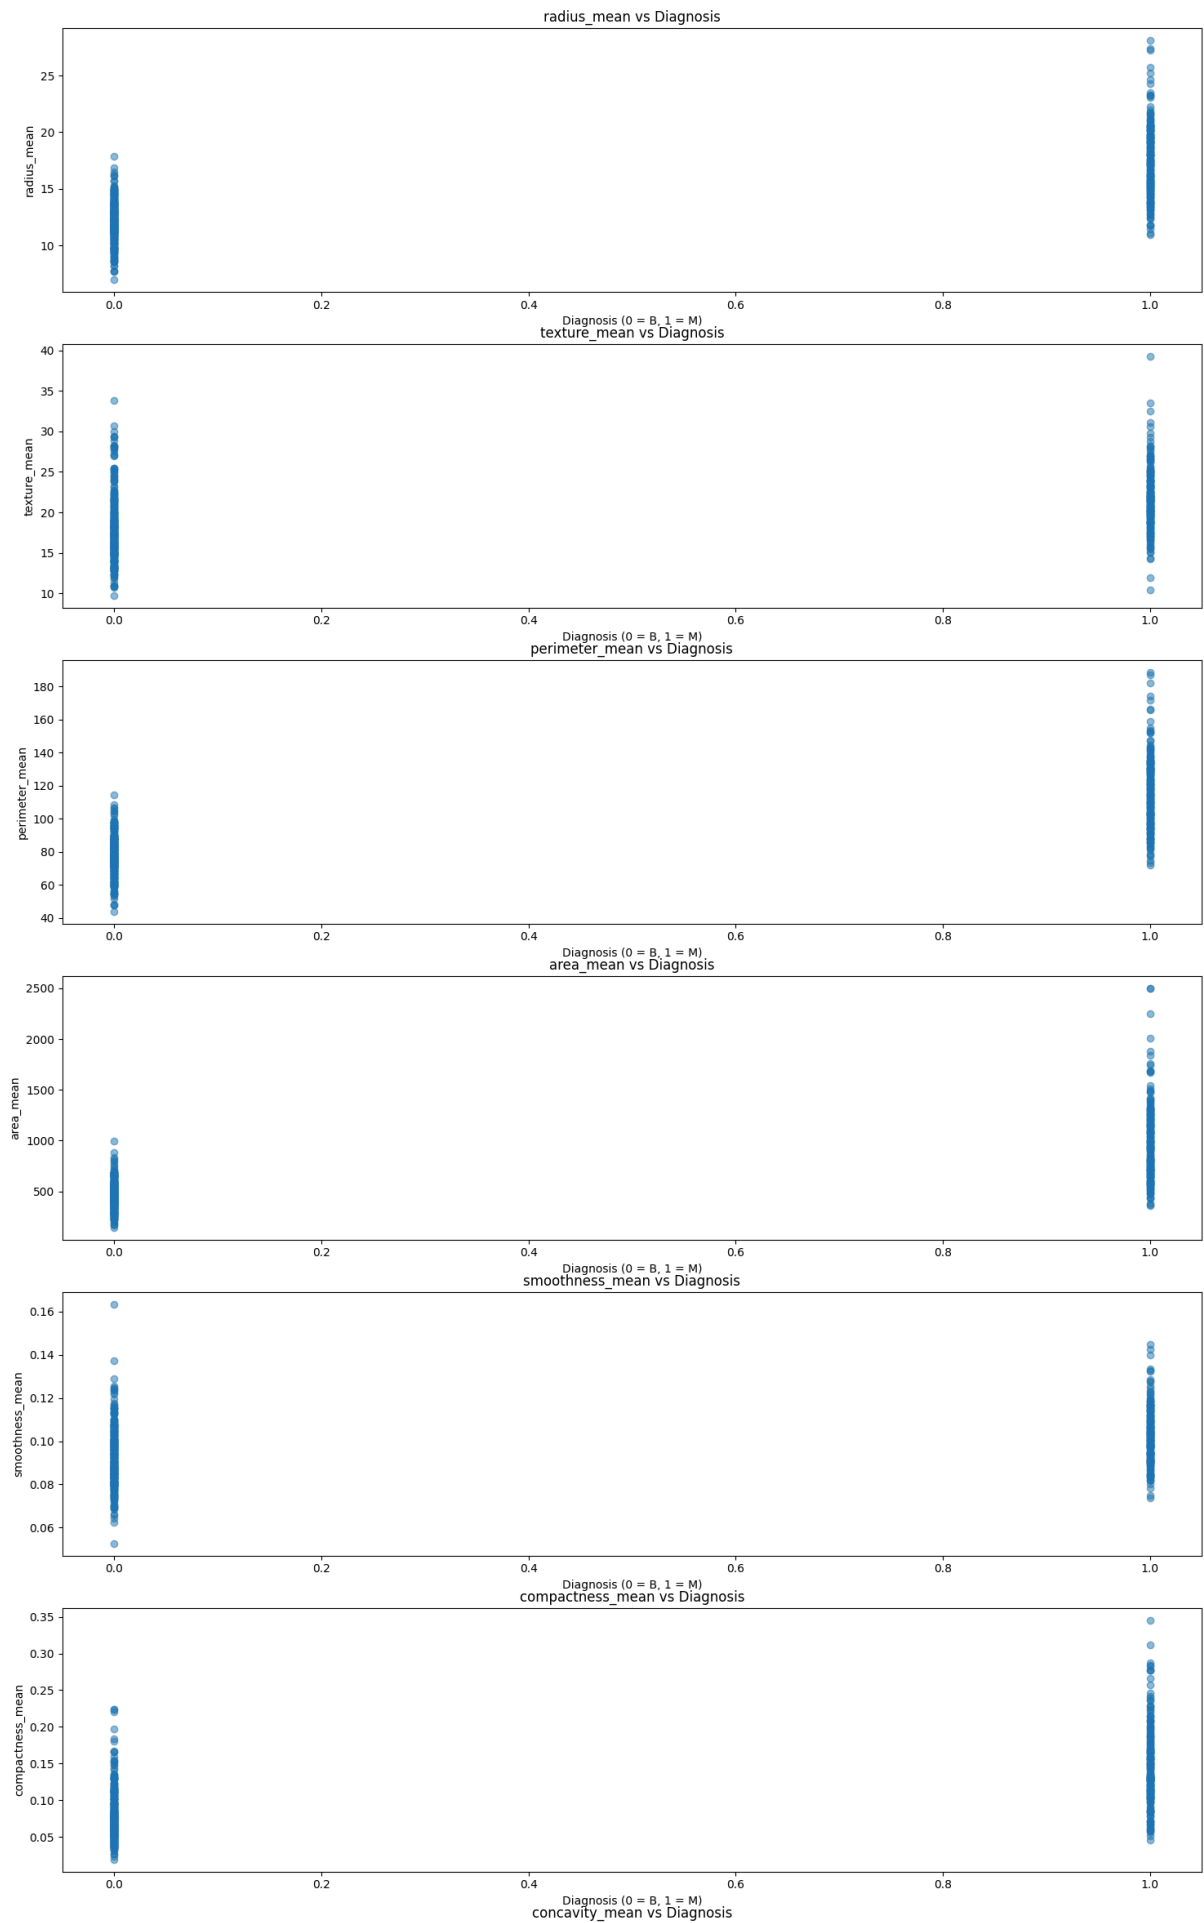 radius_mean vs Diagnosis
radius_mean
25
20
15
10
0.0 0.2 0.4 0.6 0.8 1.0
Diagnosis (0 = B, 1 = M)
texture_mean vs Diagnosis
texture_mean
40
35
30
25
20
15
10
0.0 0.2 0.4 0.6 0.8 1.0
Diagnosis (0 = B, 1 = M)
perimeter_mean vs Diagnosis
perimeter_mean
180
160
140
120
100
80
60
40
0.0 0.2 0.4 0.6 0.8 1.0
Diagnosis (0 = B, 1 = M)
area_mean vs Diagnosis
area_mean
2500
2000
1500
1000
500
0.0 0.2 0.4 0.6 0.8 1.0
Diagnosis (0 = B, 1 = M)
smoothness_mean vs Diagnosis
smoothness_mean
0.16
0.14
0.12
0.10
0.08
0.06
0.0 0.2 0.4 0.6 0.8 1.0
Diagnosis (0 = B, 1 = M)
compactness_mean vs Diagnosis
compactness_mean
0.35
0.30
0.25
0.20
0.15
0.10
0.05
0.0 0.2 0.4 0.6 0.8 1.0
Diagnosis (0 = B, 1 = M)
concavity_mean vs Diagnosis